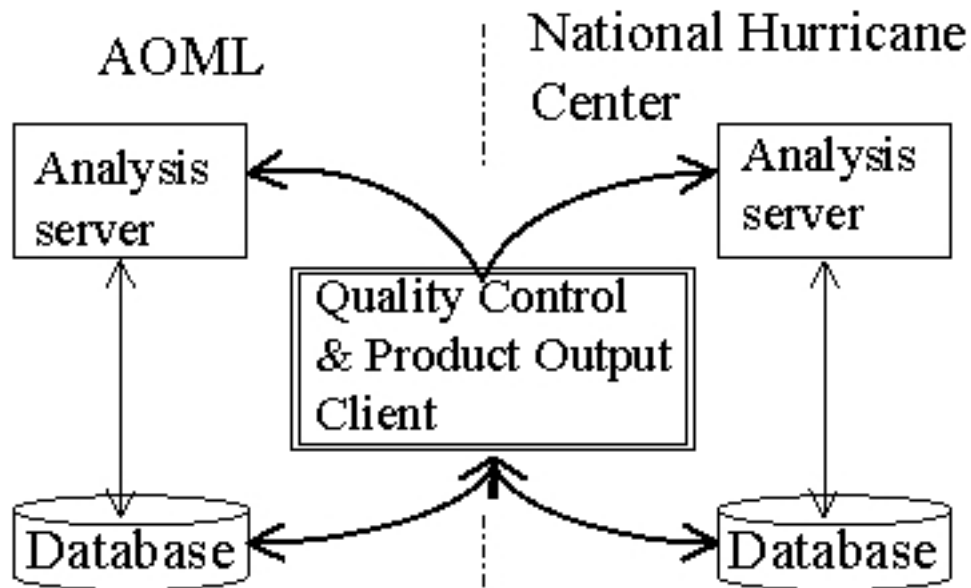 AOML
National Hurricane
Center
Analysis
server
Analysis
server
Quality Control
& Product Output
Client
Database
Database